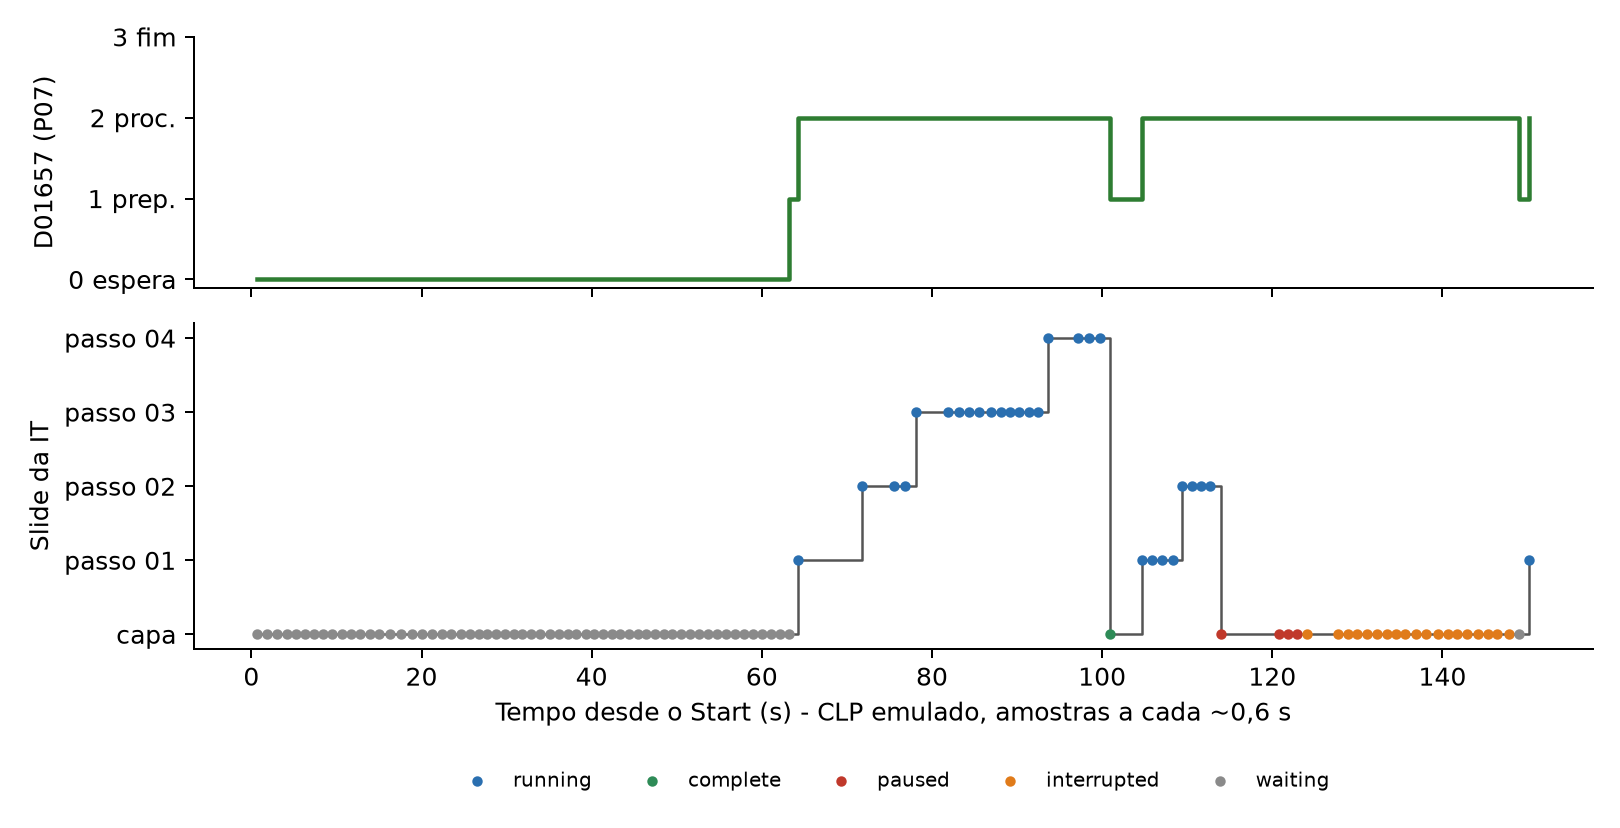 3 fim
2 proc.
1 prep.
0 espera
D01657 (P07)
passo 04
passo 03
passo 02
passo 01
capa
Slide da IT
0 20 40 60 80 100 120 140
Tempo desde o Start (s) - CLP emulado, amostras a cada ~0,6 s
running complete paused interrupted waiting